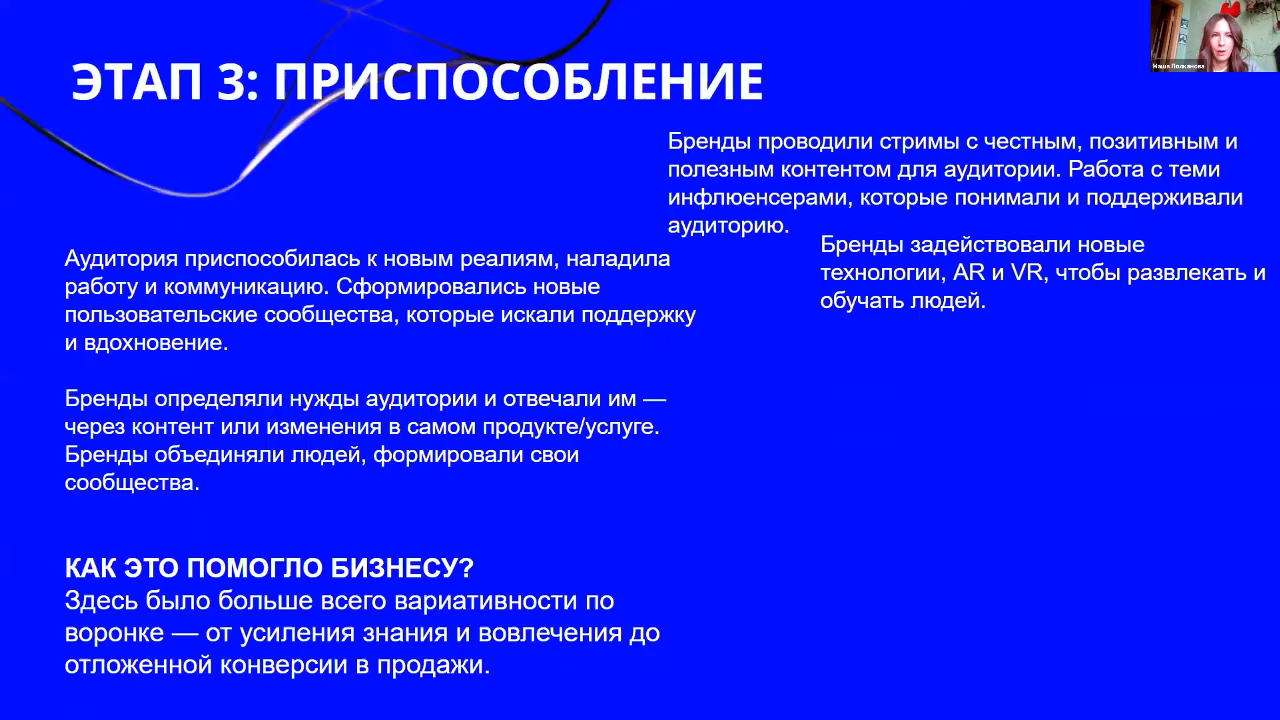 ЭТАП 3: ПРИСПОСОБЛЕНИЕ
Бренды проводили стримы с честным, позитивным и
полезным контентом для аудитории. Работа с теми
инфлюенсерами, которые понимали и поддерживали
аудиторию.
Бренды задействовали новые
технологии, AR и VR, чтобы развлекать и
обучать людей.
Аудитория приспособилась к новым реалиям, наладила
работу и коммуникацию. Сформировались новые
пользовательские сообщества, которые искали поддержку
и вдохновение.
Бренды определяли нужды аудитории и отвечали им —
через контент или изменения в самом продукте/услуге.
Бренды объединяли людей, формировали свои
сообщества.
КАК ЭТО ПОМОГЛО БИЗНЕСУ?
Здесь было больше всего вариативности по
воронке — от усиления знания и вовлечения до
отложенной конверсии в продажи.
Маша Полканова